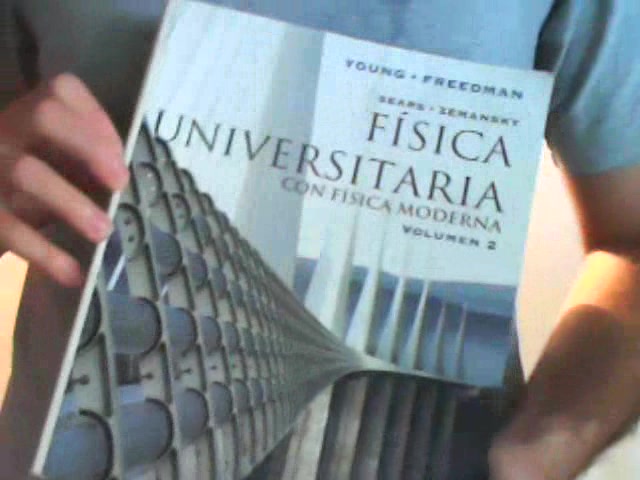 YOUNG • FREEDMAN
SEARS • ZEMANSKY
FÍSICA
UNIVERSITARIA
CON FÍSICA MODERNA
VOLUMEN 2